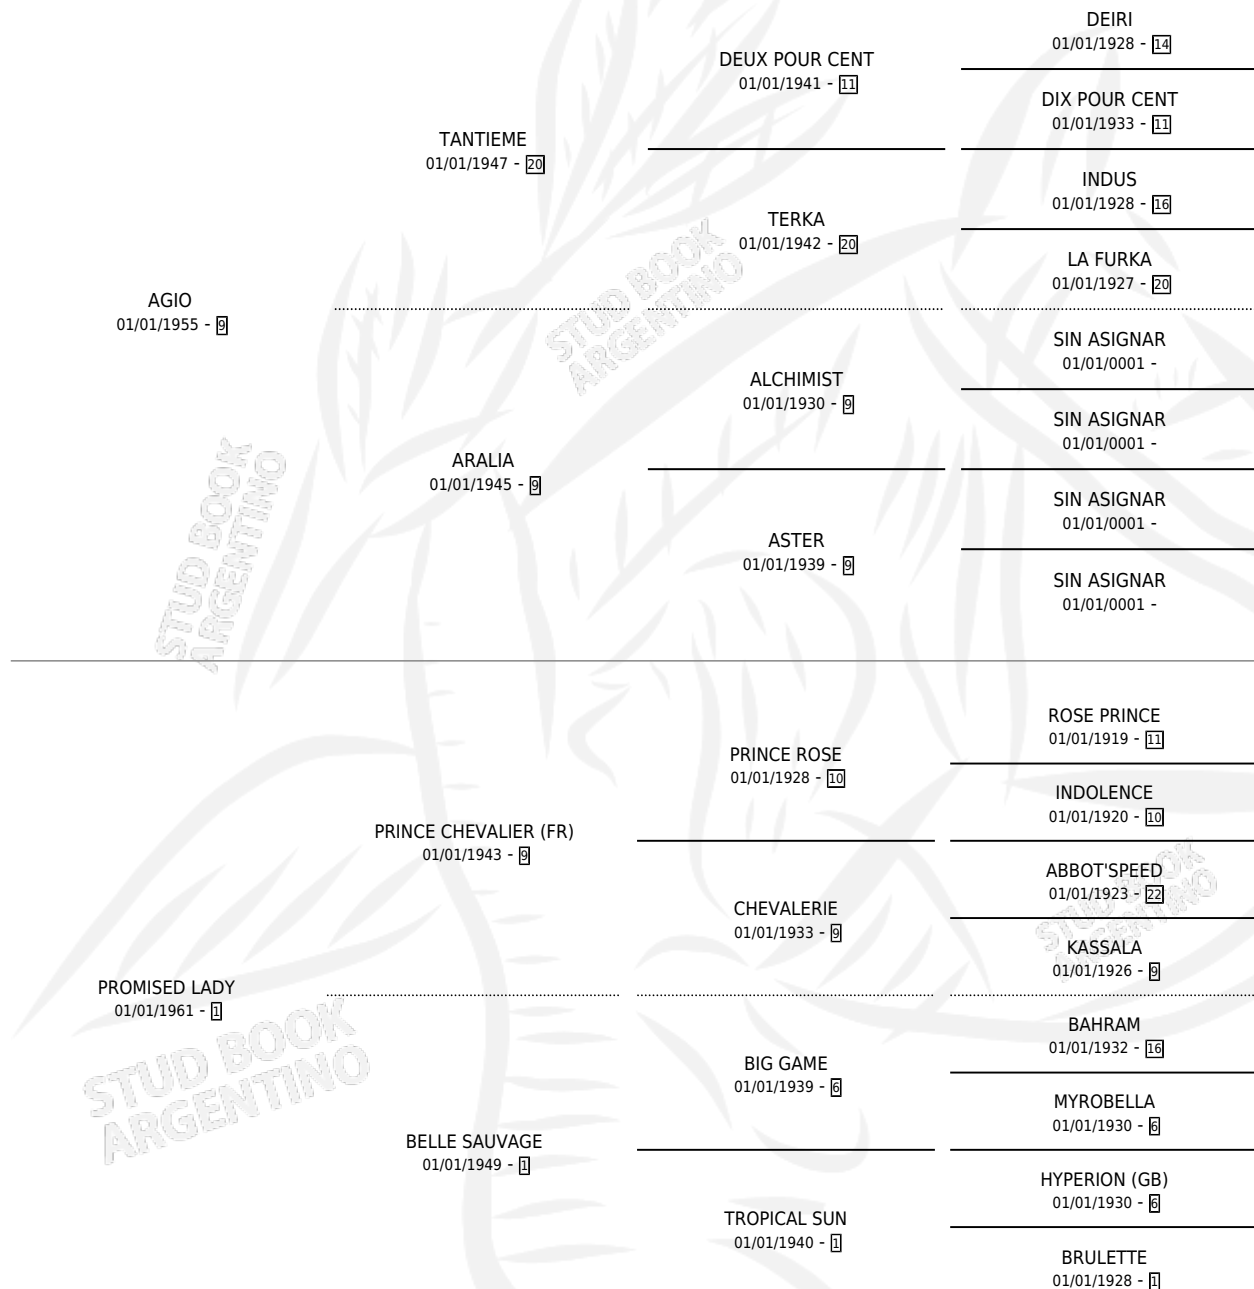 DEIRI
01/01/1928 - 14
DEUX POUR CENT
01/01/1941 - 11
DIX POUR CENT
01/01/1933 - 11
TANTIEME
01/01/1947 - 20
INDUS
01/01/1928 - 16
TERKA
01/01/1942 - 20
LA FURKA
01/01/1927 - 20
AGIO
01/01/1955 - 9
SIN ASIGNAR
01/01/0001 -
ALCHIMIST
01/01/1930 - 9
SIN ASIGNAR
01/01/0001 -
ARALIA
01/01/1945 - 9
SIN ASIGNAR
01/01/0001 -
ASTER
01/01/1939 - 9
SIN ASIGNAR
01/01/0001 -
STUD BOOK
ARGENTINO
STUD BOOK
ARGENTINO
ROSE PRINCE
01/01/1919 - 11
PRINCE ROSE
01/01/1928 - 10
INDOLENCE
01/01/1920 - 10
PRINCE CHEVALIER (FR)
01/01/1943 - 9
ABBOT'SPEED
01/01/1923 - 22
CHEVALERIE
01/01/1933 - 9
KASSALA
01/01/1926 - 9
STUD BOOK
ARGENTINO
PROMISED LADY
01/01/1961 - 1
BAHRAM
01/01/1932 - 16
BIG GAME
01/01/1939 - 6
MYROBELLA
01/01/1930 - 6
BELLE SAUVAGE
01/01/1949 - 1
HYPERION (GB)
01/01/1930 - 6
TROPICAL SUN
01/01/1940 - 1
BRULETTE
01/01/1928 - 1
STUD BOOK
ARGENTINO